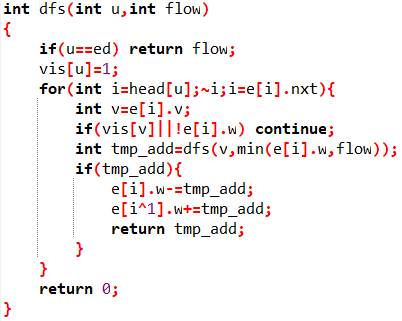 int dfs(int u,int flow)
{
    if(u==ed) return flow;
    vis[u]=1;
    for(int i=head[u];~i;i=e[i].nxt){
        int v=e[i].v;
        if(vis[v]||!e[i].w) continue;
        int tmp_add=dfs(v,min(e[i].w,flow));
        if(tmp_add){
            e[i].w-=tmp_add;
            e[i^1].w+=tmp_add;
            return tmp_add;
        }
    }
    return 0;
}